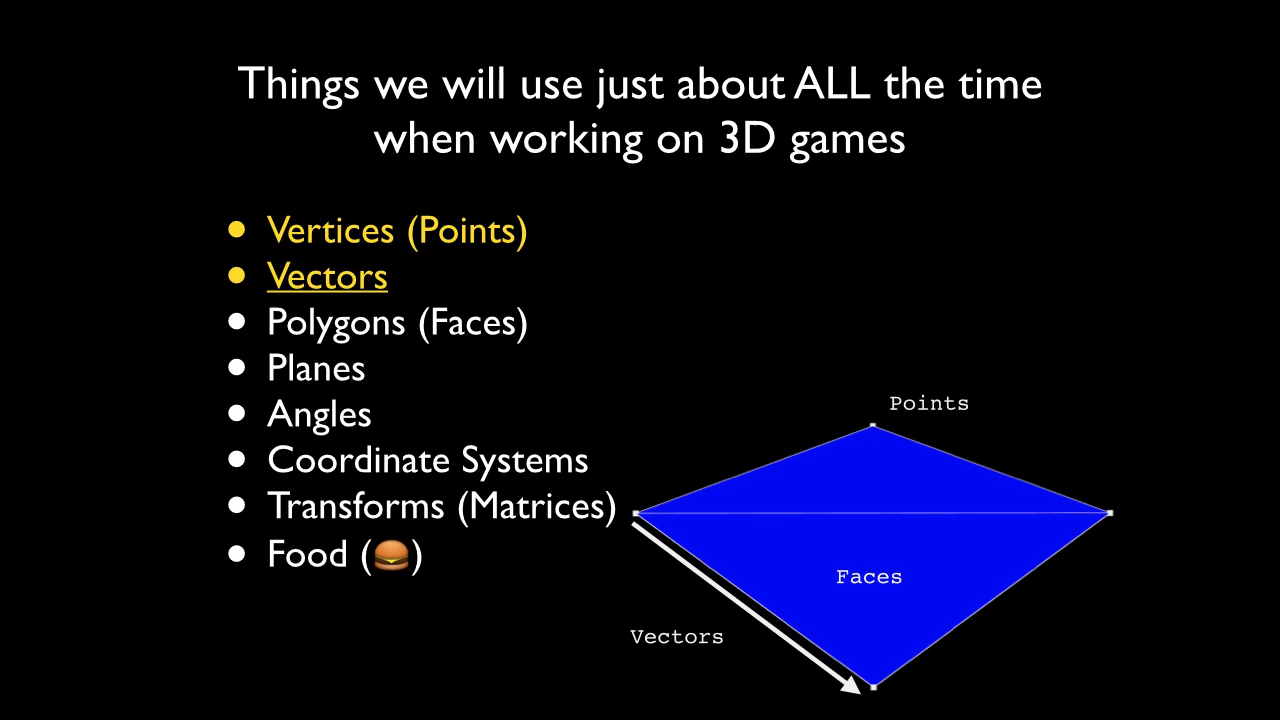 Things we will use just about ALL the time
when working on 3D games
• Vertices (Points)
• Vectors
• Polygons (Faces)
• Planes
• Angles
• Coordinate Systems
• Transforms (Matrices)
• Food (🍔)
Points
Faces
Vectors